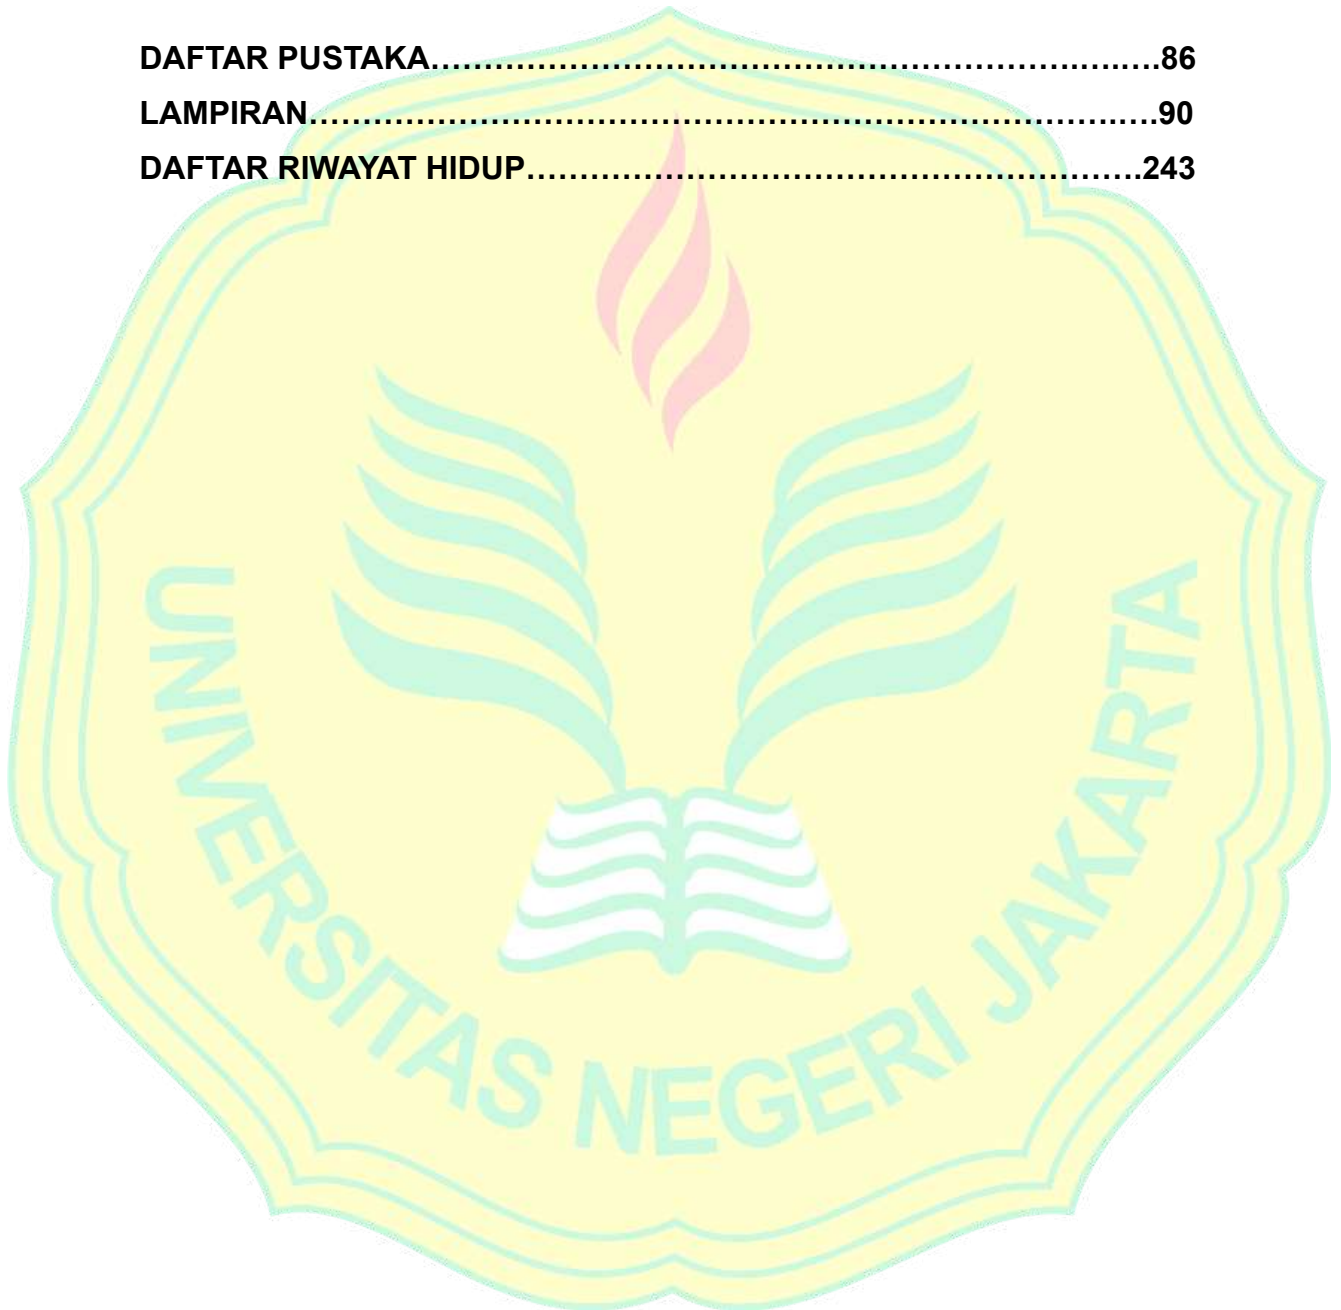 DAFTAR PUSTAKA……………………………………………………….….…86
LAMPIRAN…………………………………………………………………….….90
DAFTAR RIWAYAT HIDUP………………………………………………….243
UNIVERSITAS NEGERI JAKARTA